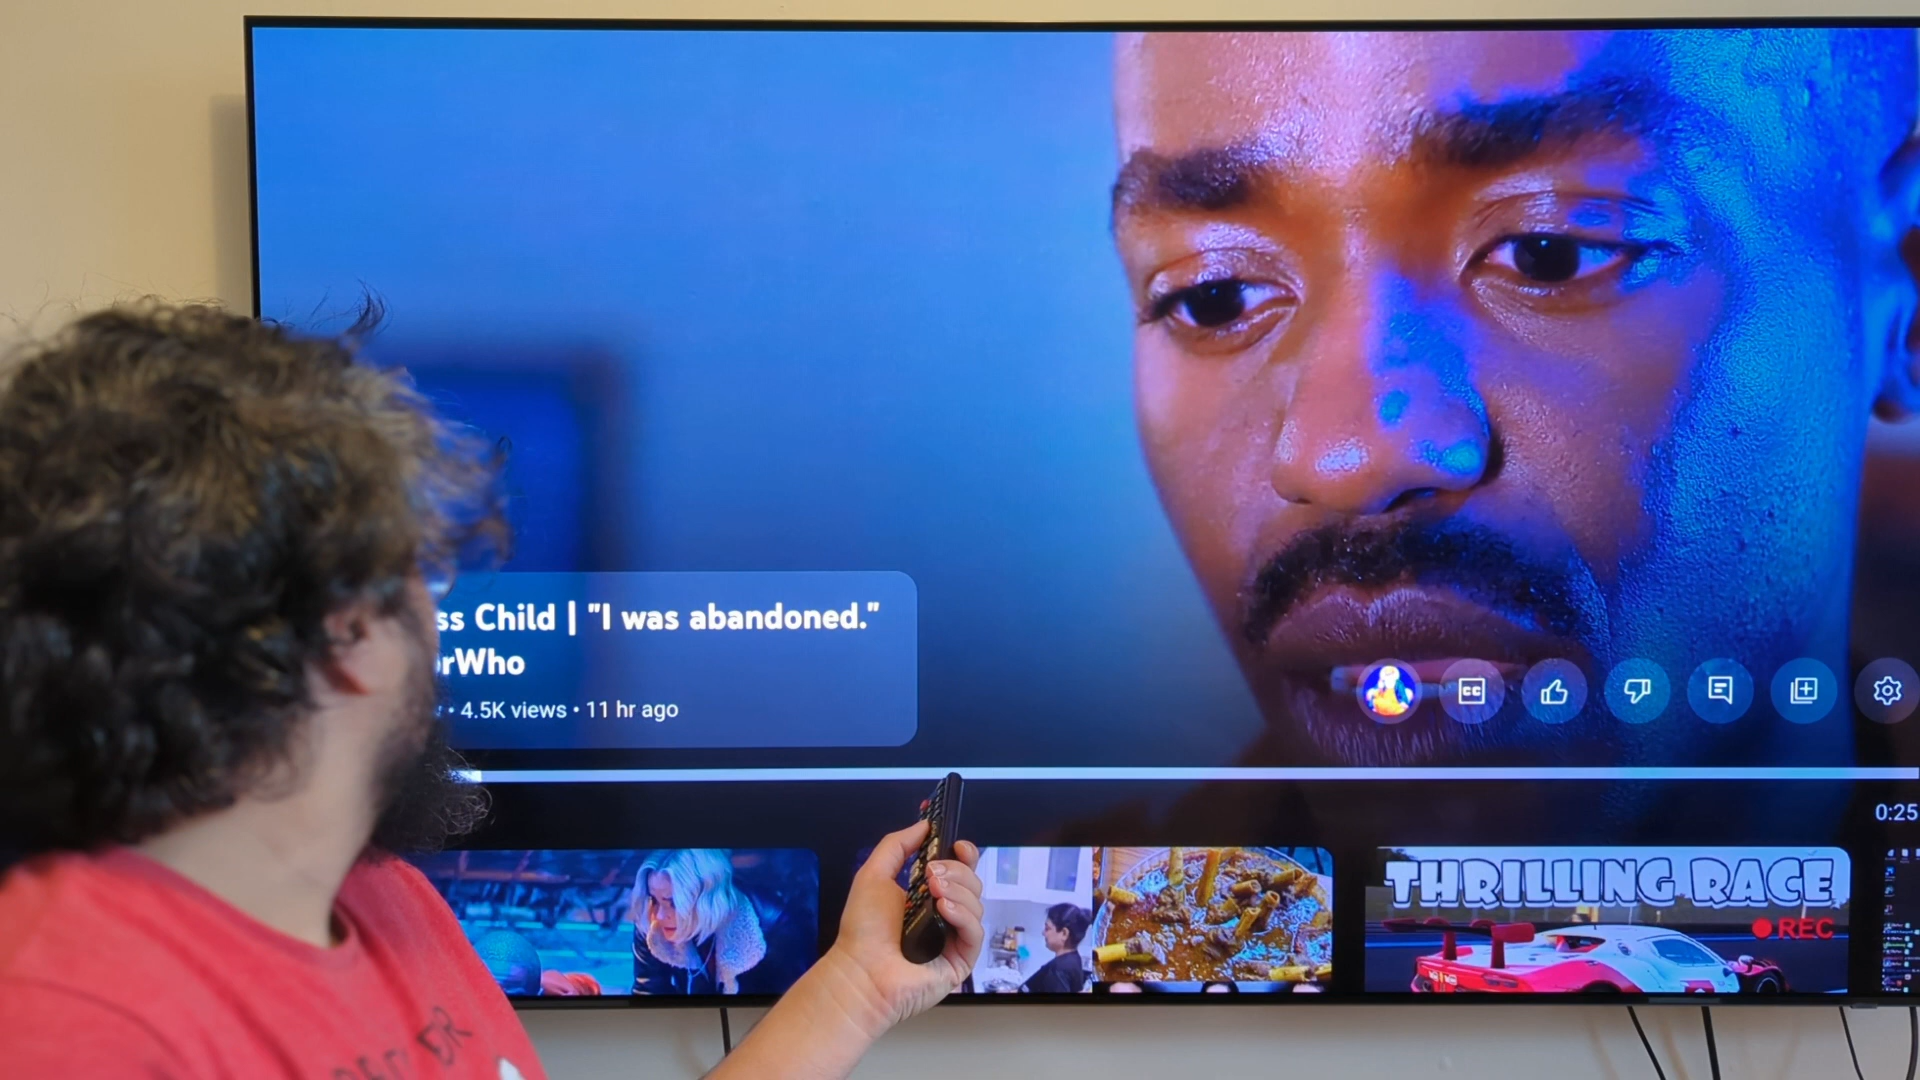 ss Child | "I was abandoned."
rWho
• 4.5K views • 11 hr ago
CC
0:25
THRILLING RACE
REC